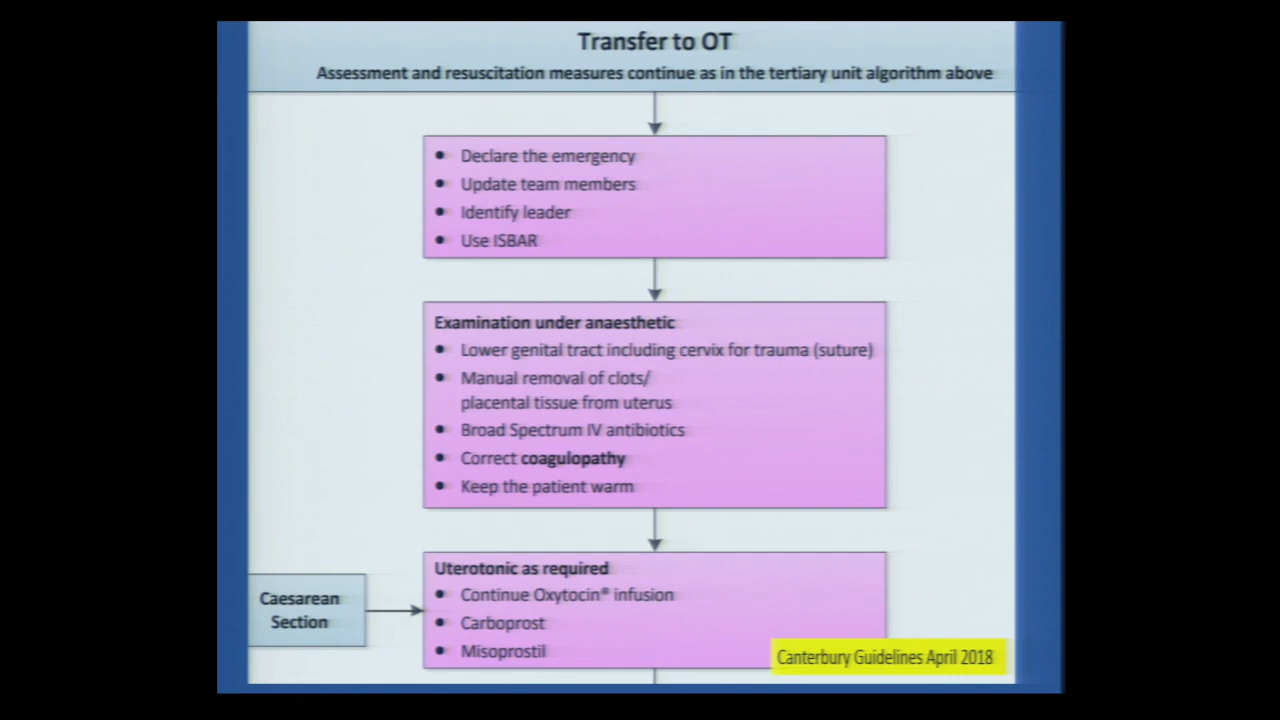 Transfer to OT
Assessment and resuscitation measures continue as in the tertiary unit algorithm above
• Declare the emergency
• Update team members
• Identify leader
• Use ISBAR
Examination under anaesthetic
• Lower genital tract including cervix for trauma (suture)
• Manual removal of clots/
placental tissue from uterus
• Broad Spectrum IV antibiotics
• Correct coagulopathy
• Keep the patient warm
Uterotonic as required
• Continue Oxytocin® infusion
• Carboprost
• Misoprostil
Caesarean
Section
Canterbury Guidelines April 2018